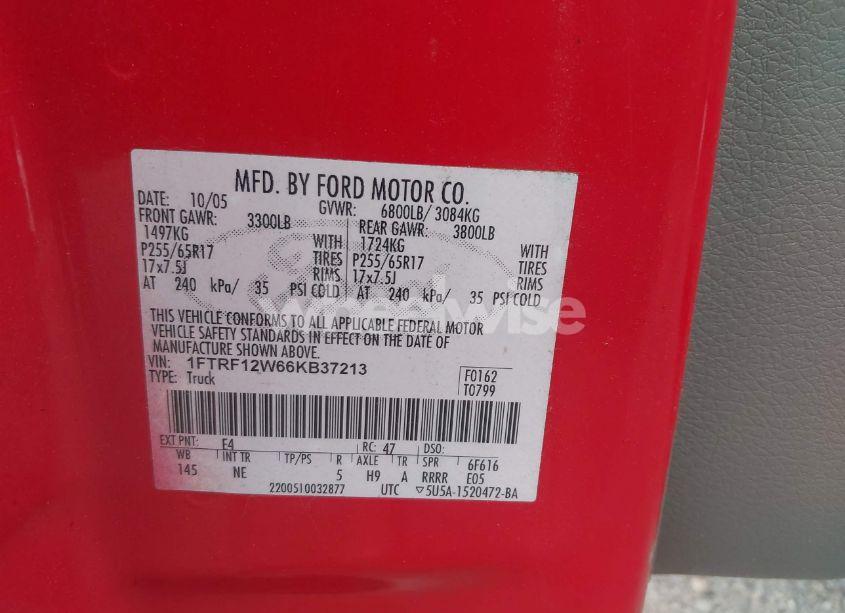 MFD. BY FORD MOTOR CO.
DATE: 10/05 GVWR: 6800LB/ 3084KG
FRONT GAWR: 3300LB REAR GAWR: 3800LB
1497KG WITH 1724KG WITH
P255/65R17 TIRES P255/65R17 TIRES
17x7.5J RIMS 17x7.5J RIMS
AT 240 kPa/ 35 PSI COLD AT 240 kPa/ 35 PSI COLD
wheelwise
THIS VEHICLE CONFORMS TO ALL APPLICABLE FEDERAL MOTOR
VEHICLE SAFETY STANDARDS IN EFFECT ON THE DATE OF
MANUFACTURE SHOWN ABOVE.
VIN: 1FTRF12W66KB37213 F0162
TYPE: Truck T0799
EXT PNT: E4 RC: 47 DSO:
WB INT TR TP/PS R AXLE TR SPR 6F616
145 NE 5 H9 A RRRR E05
2200510032877 UTC ▽5U5A-1520472-BA